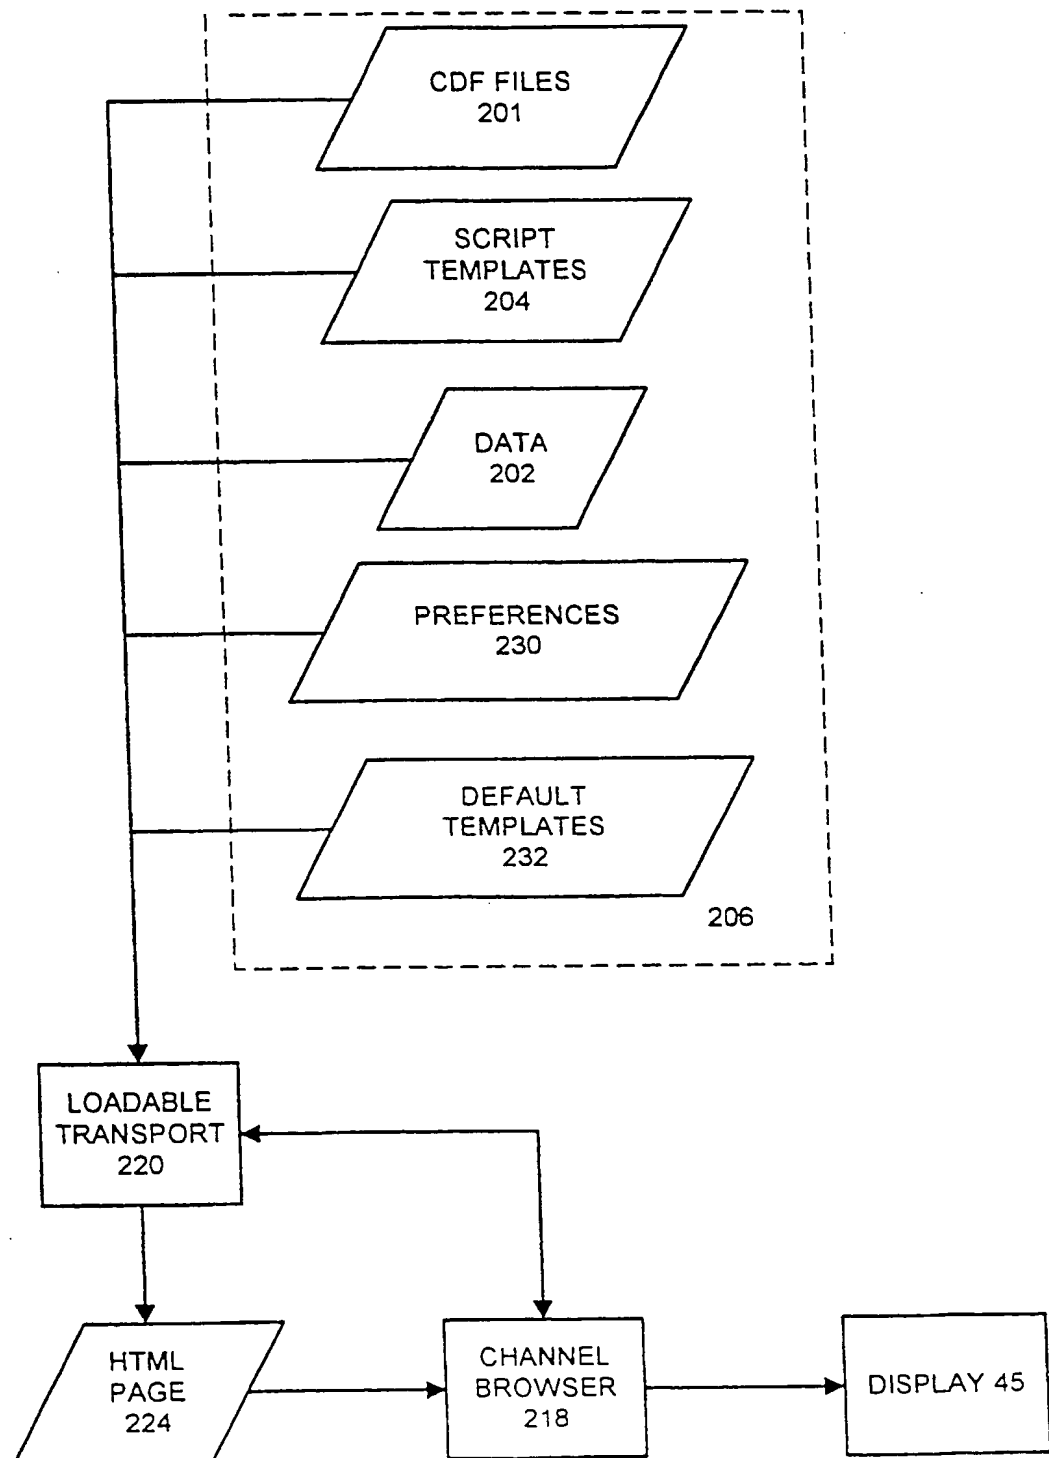 CDF FILES
201
SCRIPT
TEMPLATES
204
DATA
202
PREFERENCES
230
DEFAULT
TEMPLATES
232
206
LOADABLE
TRANSPORT
220
HTML
PAGE
224
CHANNEL
BROWSER
218
DISPLAY 45